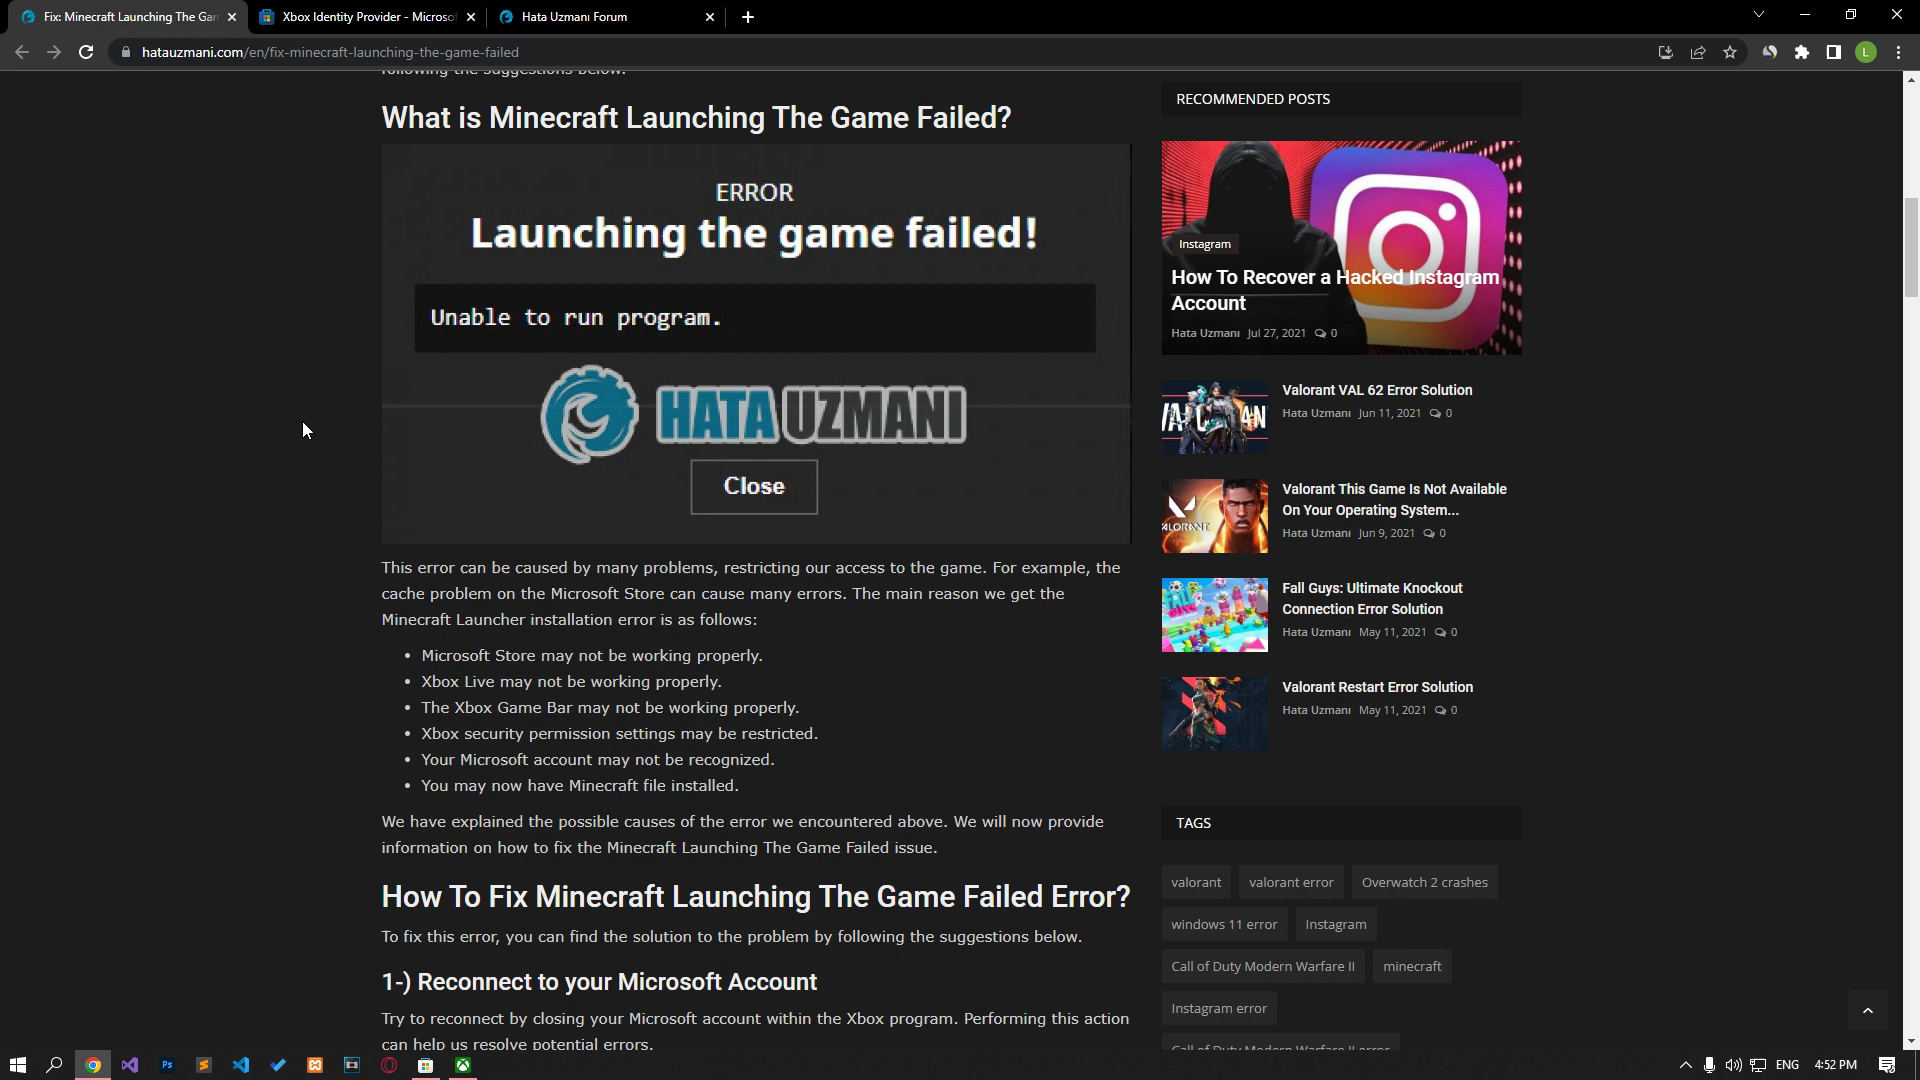 Fix: Minecraft Launching The Gam
Xbox Identity Provider - Microsof
Hata Uzmanı Forum
hatauzmani.com/en/fix-minecraft-launching-the-game-failed
L
following the suggestions below.
What is Minecraft Launching The Game Failed?
ERROR
Launching the game failed!
Unable to run program.
HATA UZMANI
Close
This error can be caused by many problems, restricting our access to the game. For example, the
cache problem on the Microsoft Store can cause many errors. The main reason we get the
Minecraft Launcher installation error is as follows:
• Microsoft Store may not be working properly.
• Xbox Live may not be working properly.
• The Xbox Game Bar may not be working properly.
• Xbox security permission settings may be restricted.
• Your Microsoft account may not be recognized.
• You may now have Minecraft file installed.
We have explained the possible causes of the error we encountered above. We will now provide
information on how to fix the Minecraft Launching The Game Failed issue.
How To Fix Minecraft Launching The Game Failed Error?
To fix this error, you can find the solution to the problem by following the suggestions below.
1-) Reconnect to your Microsoft Account
Try to reconnect by closing your Microsoft account within the Xbox program. Performing this action
can help us resolve potential errors.
RECOMMENDED POSTS
Instagram
How To Recover a Hacked Instagram
Account
Hata Uzmanı Jul 27, 2021 0
Valorant VAL 62 Error Solution
Hata Uzmanı Jun 11, 2021 0
VALORANT
Valorant This Game Is Not Available
On Your Operating System...
Hata Uzmanı Jun 9, 2021 0
Fall Guys: Ultimate Knockout
Connection Error Solution
Hata Uzmanı May 11, 2021 0
Valorant Restart Error Solution
Hata Uzmanı May 11, 2021 0
TAGS
valorant
valorant error
Overwatch 2 crashes
windows 11 error
Instagram
Call of Duty Modern Warfare II
minecraft
Instagram error
Call of Duty Modern Warfare II error
Ps
ENG
4:52 PM